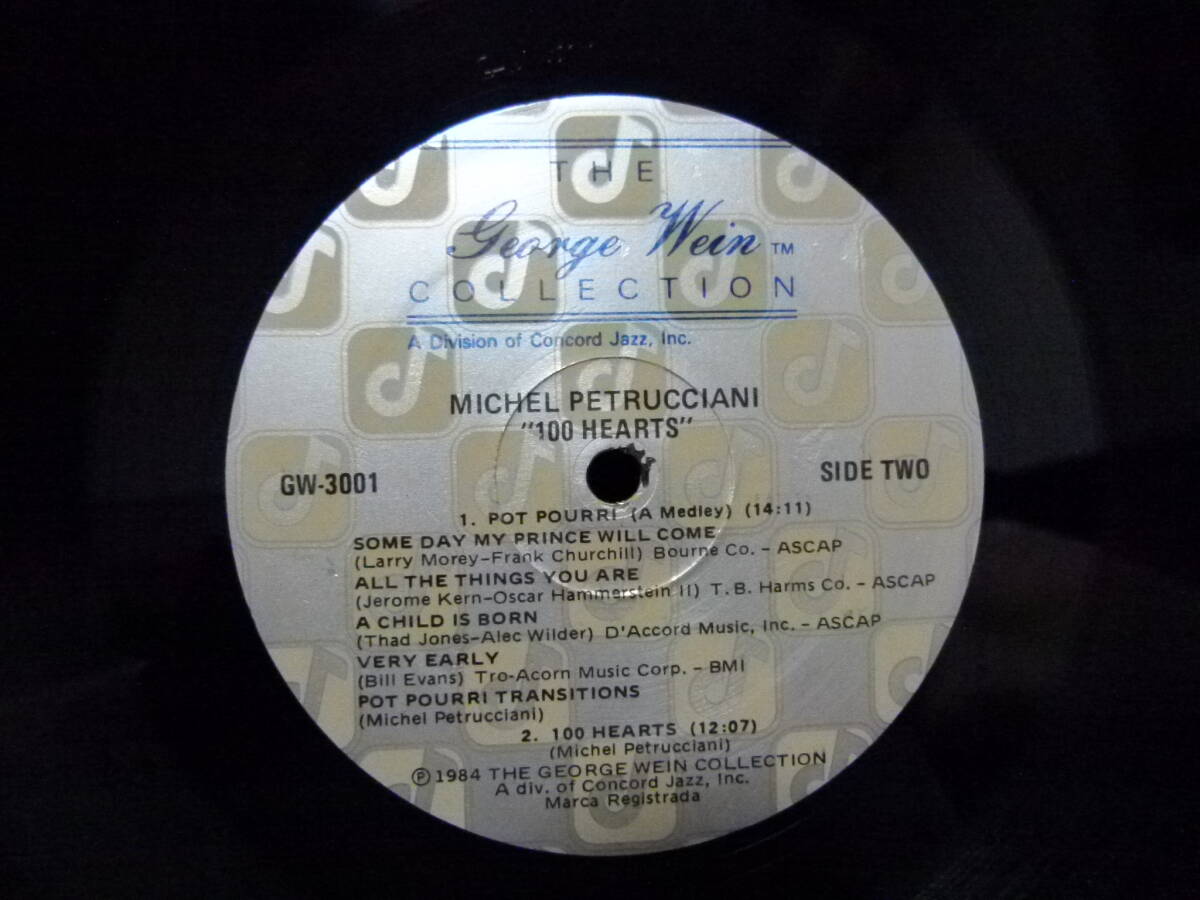 THE
George Wein TM
COLLECTION
A Division of Concord Jazz, Inc.
MICHEL PETRUCCIANI
"100 HEARTS"
GW-3001
SIDE TWO
1. POT POURRI (A Medley) (14:11)
SOME DAY MY PRINCE WILL COME
(Larry Morey-Frank Churchill) Bourne Co. - ASCAP
ALL THE THINGS YOU ARE
(Jerome Kern-Oscar Hammerstein II) T.B. Harms Co. - ASCAP
A CHILD IS BORN
(Thad Jones-Alec Wilder) D'Accord Music, Inc. - ASCAP
VERY EARLY
(Bill Evans) Tro-Acorn Music Corp. - BMI
POT POURRI TRANSITIONS
(Michel Petrucciani)
2. 100 HEARTS (12:07)
(Michel Petrucciani)
℗ 1984 THE GEORGE WEIN COLLECTION
A div. of Concord Jazz, Inc.
Marca Registrada